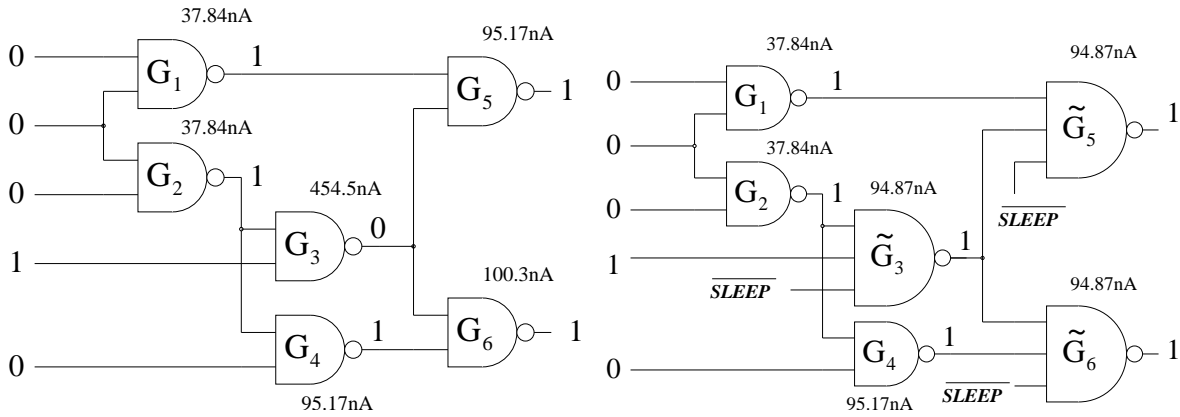 37.84nA
95.17nA
0
G1
1
G5
1
0
37.84nA
G2
1
0
454.5nA
G3
0
1
100.3nA
G6
1
G4
1
0
95.17nA
94.87nA
37.84nA
0
G1
1
G̃5
1
0
37.84nA
G2
1
0
94.87nA
SLEEP
G̃3
1
1
SLEEP
94.87nA
G4
1
G̃6
1
0
SLEEP
95.17nA